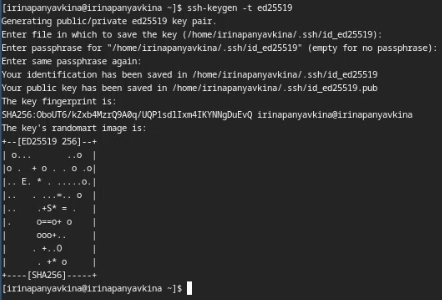 [irinapanyavkina@irinapanyavkina ~]$ ssh-keygen -t ed25519
Generating public/private ed25519 key pair.
Enter file in which to save the key (/home/irinapanyavkina/.ssh/id_ed25519):
Enter passphrase for "/home/irinapanyavkina/.ssh/id_ed25519" (empty for no passphrase):
Enter same passphrase again:
Your identification has been saved in /home/irinapanyavkina/.ssh/id_ed25519
Your public key has been saved in /home/irinapanyavkina/.ssh/id_ed25519.pub
The key fingerprint is:
SHA256:OboUT6/kZxb4MzrQ9A0q/UQP1sd1Ixm4IKYNNgDuEvQ irinapanyavkina@irinapanyavkina
The key's randomart image is:
+--[ED25519 256]--+
| o...       ..o  |
|o .  + o . . o .o|
|.. E. * . .....o.|
|..   . ...=.. o  |
|..    .+S* = .   |
|.     o==o+ o    |
|      ooo+..     |
|     . +..O      |
|      . +* o     |
+----[SHA256]-----+
[irinapanyavkina@irinapanyavkina ~]$